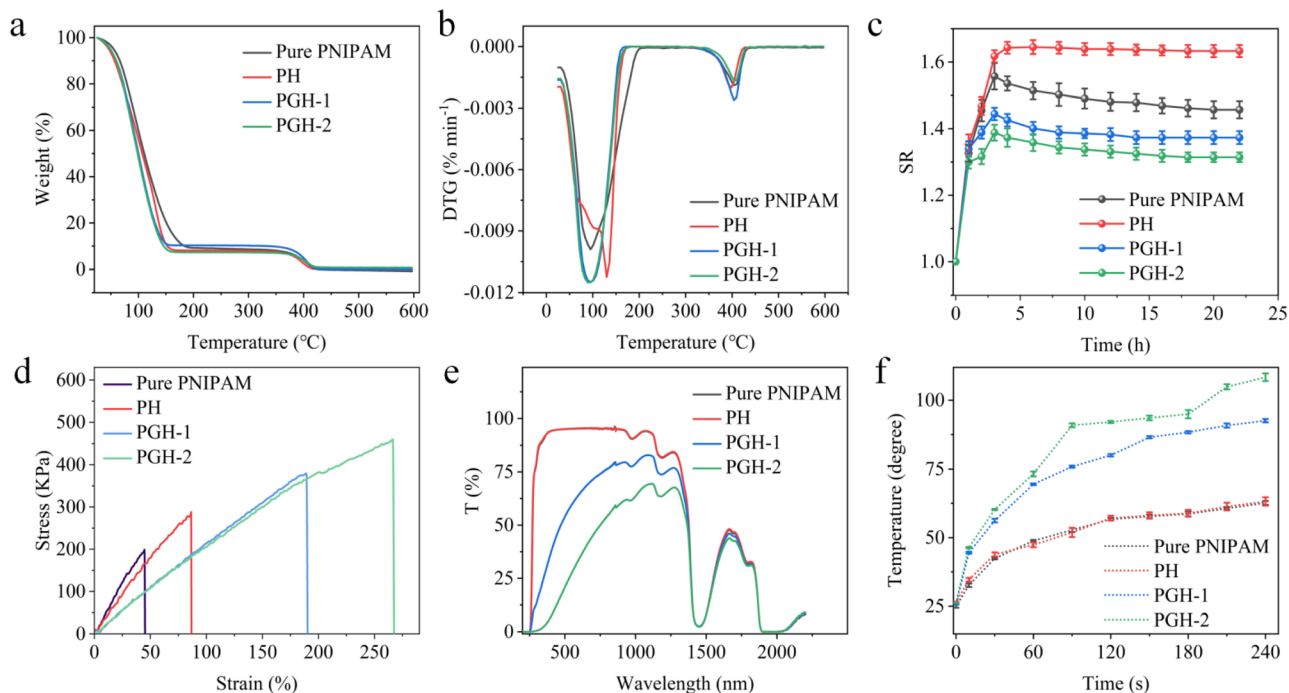 a
100
80
60
40
20
0
Weight (%)
Pure PNIPAM
PH
PGH-1
PGH-2
100 200 300 400 500 600
Temperature (℃)
b
0.000
-0.003
-0.006
-0.009
-0.012
DTG (% min-1)
Pure PNIPAM
PH
PGH-1
PGH-2
0 100 200 300 400 500 600
Temperature (℃)
c
1.6
1.4
1.2
1.0
SR
Pure PNIPAM
PH
PGH-1
PGH-2
0 5 10 15 20 25
Time (h)
d
600
500
400
300
200
100
0
Stress (KPa)
Pure PNIPAM
PH
PGH-1
PGH-2
0 50 100 150 200 250
Strain (%)
e
100
75
50
25
0
T (%)
Pure PNIPAM
PH
PGH-1
PGH-2
500 1000 1500 2000
Wavelength (nm)
f
100
75
50
25
Temperature (degree)
Pure PNIPAM
PH
PGH-1
PGH-2
0 60 120 180 240
Time (s)